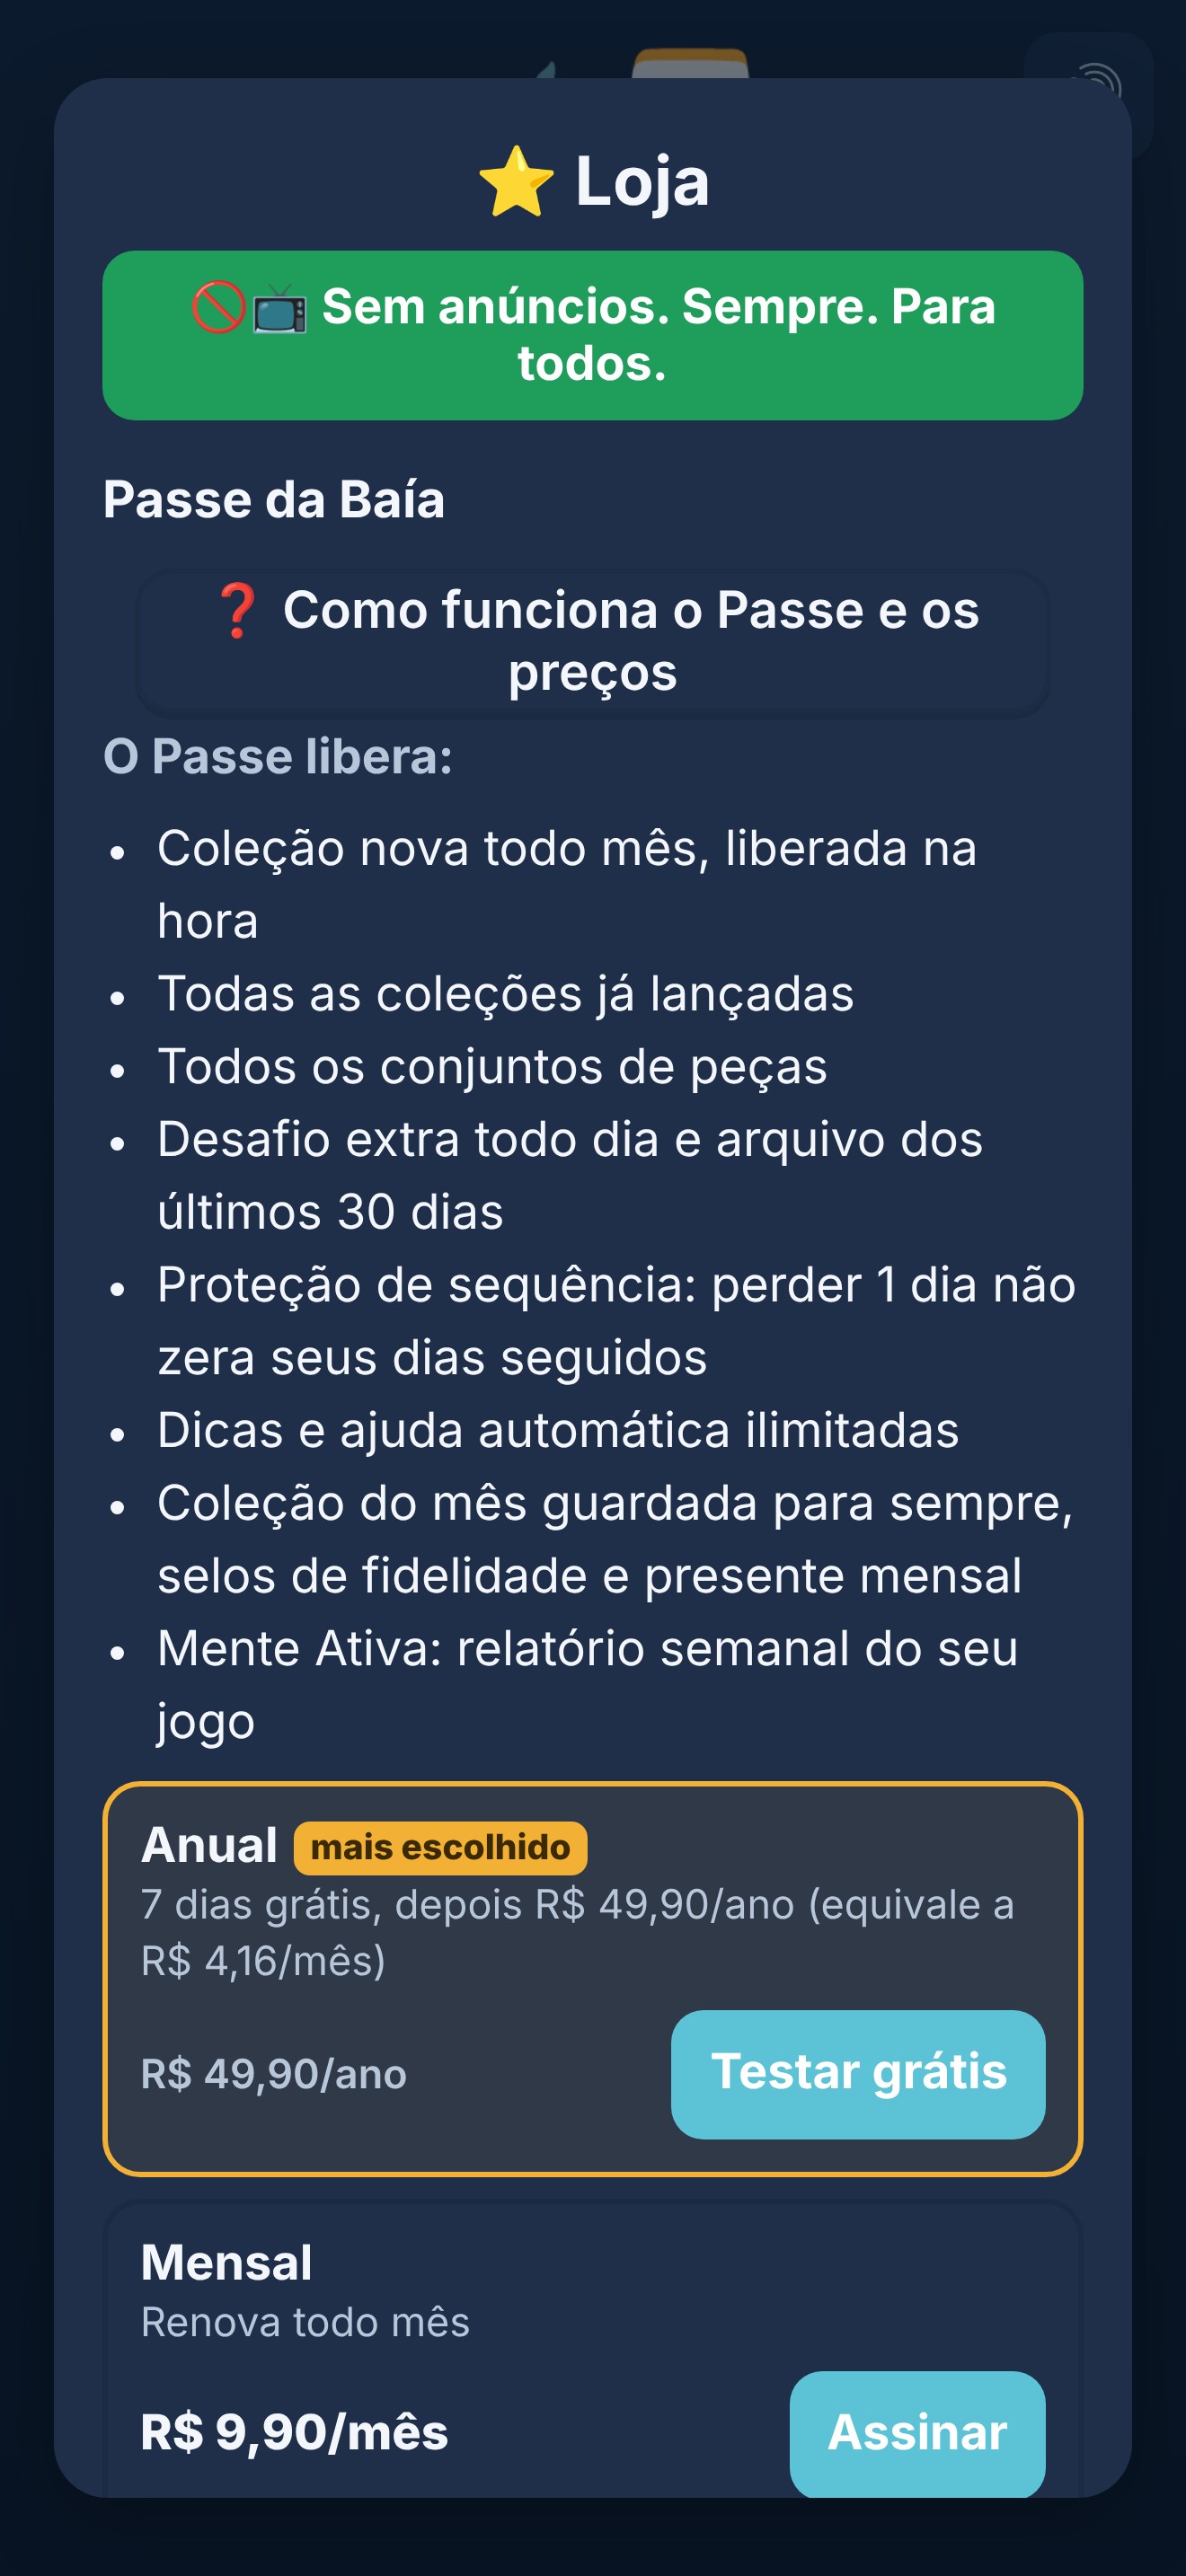 ⭐ Loja
🚫📺 Sem anúncios. Sempre. Para
todos.
Passe da Baía
❓ Como funciona o Passe e os
preços
O Passe libera:
• Coleção nova todo mês, liberada na
hora
• Todas as coleções já lançadas
• Todos os conjuntos de peças
• Desafio extra todo dia e arquivo dos
últimos 30 dias
• Proteção de sequência: perder 1 dia não
zera seus dias seguidos
• Dicas e ajuda automática ilimitadas
• Coleção do mês guardada para sempre,
selos de fidelidade e presente mensal
• Mente Ativa: relatório semanal do seu
jogo
Anual mais escolhido
7 dias grátis, depois R$ 49,90/ano (equivale a
R$ 4,16/mês)
R$ 49,90/ano
Testar grátis
Mensal
Renova todo mês
R$ 9,90/mês
Assinar